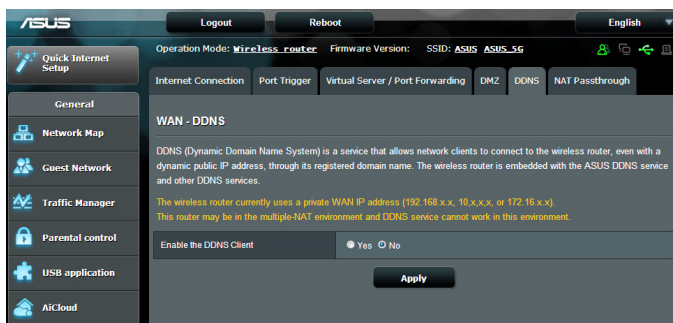 ASUS
Logout Reboot English
Operation Mode: Wireless router Firmware Version: SSID: ASUS ASUS_5G
Quick Internet
Setup
General
Network Map
Guest Network
Traffic Manager
Parental control
USB application
AiCloud
Internet Connection Port Trigger Virtual Server / Port Forwarding DMZ DDNS NAT Passthrough
WAN - DDNS
DDNS (Dynamic Domain Name System) is a service that allows network clients to connect to the wireless router, even with a
dynamic public IP address, through its registered domain name. The wireless router is embedded with the ASUS DDNS service
and other DDNS services.
The wireless router currently uses a private WAN IP address (192.168.x.x, 10,x,x,x, or 172.16.x.x).
This router may be in the multiple-NAT environment and DDNS service cannot work in this environment.
Enable the DDNS Client Yes No
Apply